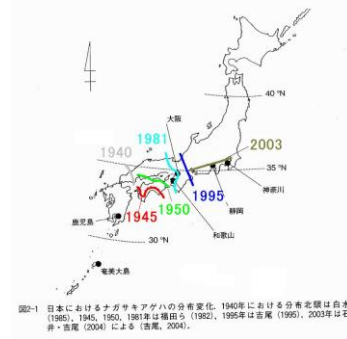 40 °N
大阪
1981
1940
2003
35 °N
神奈川
1995
静岡
1950
和歌山
1945
鹿児島
30 °N
奄美大島
図2-1 日本におけるナガサキアゲハの分布変化. 1940年における分布北限は白水
(1985), 1945, 1950, 1981年は福田ら (1982), 1995年は吉尾 (1995), 2003年は石
井・吉尾 (2004) による (吉尾, 2004).